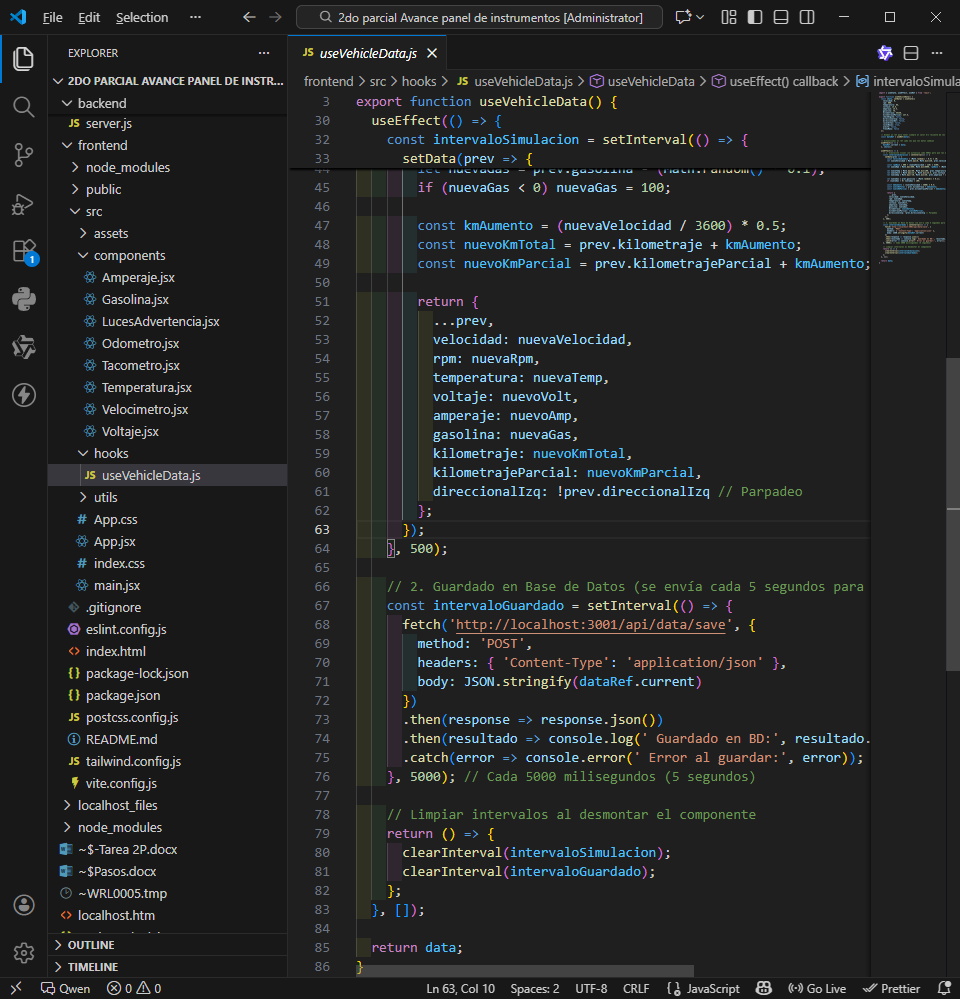 File Edit Selection ··· 2do parcial Avance panel de instrumentos [Administrator]
EXPLORER ···
2DO PARCIAL AVANCE PANEL DE INSTR...
backend
JS server.js
frontend
node_modules
public
src
assets
components
Amperaje.jsx
Gasolina.jsx
LucesAdvertencia.jsx
Odometro.jsx
Tacometro.jsx
Temperatura.jsx
Velocimetro.jsx
Voltaje.jsx
hooks
JS useVehicleData.js
utils
# App.css
App.jsx
# index.css
main.jsx
.gitignore
eslint.config.js
<> index.html
{} package-lock.json
{} package.json
JS postcss.config.js
README.md
JS tailwind.config.js
vite.config.js
localhost_files
node_modules
~$-Tarea 2P.docx
~$Pasos.docx
~WRL0005.tmp
<> localhost.htm
OUTLINE
TIMELINE
1
JS useVehicleData.js
frontend > src > hooks > JS useVehicleData.js > useVehicleData > useEffect() callback > intervaloSimula
3 export function useVehicleData() {
30 useEffect(() => {
32 const intervaloSimulacion = setInterval(() => {
33 setData(prev => {
44 let nuevaGas = prev.gasolina - (Math.random() * 0.1);
45 if (nuevaGas < 0) nuevaGas = 100;
46
47 const kmAumento = (nuevaVelocidad / 3600) * 0.5;
48 const nuevoKmTotal = prev.kilometraje + kmAumento;
49 const nuevoKmParcial = prev.kilometrajeParcial + kmAumento;
50
51 return {
52 ...prev,
53 velocidad: nuevaVelocidad,
54 rpm: nuevaRpm,
55 temperatura: nuevaTemp,
56 voltaje: nuevoVolt,
57 amperaje: nuevoAmp,
58 gasolina: nuevaGas,
59 kilometraje: nuevoKmTotal,
60 kilometrajeParcial: nuevoKmParcial,
61 direccionalIzq: !prev.direccionalIzq // Parpadeo
62 };
63 });
64 }, 500);
65
66 // 2. Guardado en Base de Datos (se envía cada 5 segundos para
67 const intervaloGuardado = setInterval(() => {
68 fetch('http://localhost:3001/api/data/save', {
69 method: 'POST',
70 headers: { 'Content-Type': 'application/json' },
71 body: JSON.stringify(dataRef.current)
72 })
73 .then(response => response.json())
74 .then(resultado => console.log(' Guardado en BD:', resultado.
75 .catch(error => console.error(' Error al guardar:', error));
76 }, 5000); // Cada 5000 milisegundos (5 segundos)
77
78 // Limpiar intervalos al desmontar el componente
79 return () => {
80 clearInterval(intervaloSimulacion);
81 clearInterval(intervaloGuardado);
82 };
83 }, []);
84
85 return data;
86 }
Qwen 0 0 Ln 63, Col 10 Spaces: 2 UTF-8 CRLF {} JavaScript Go Live Prettier